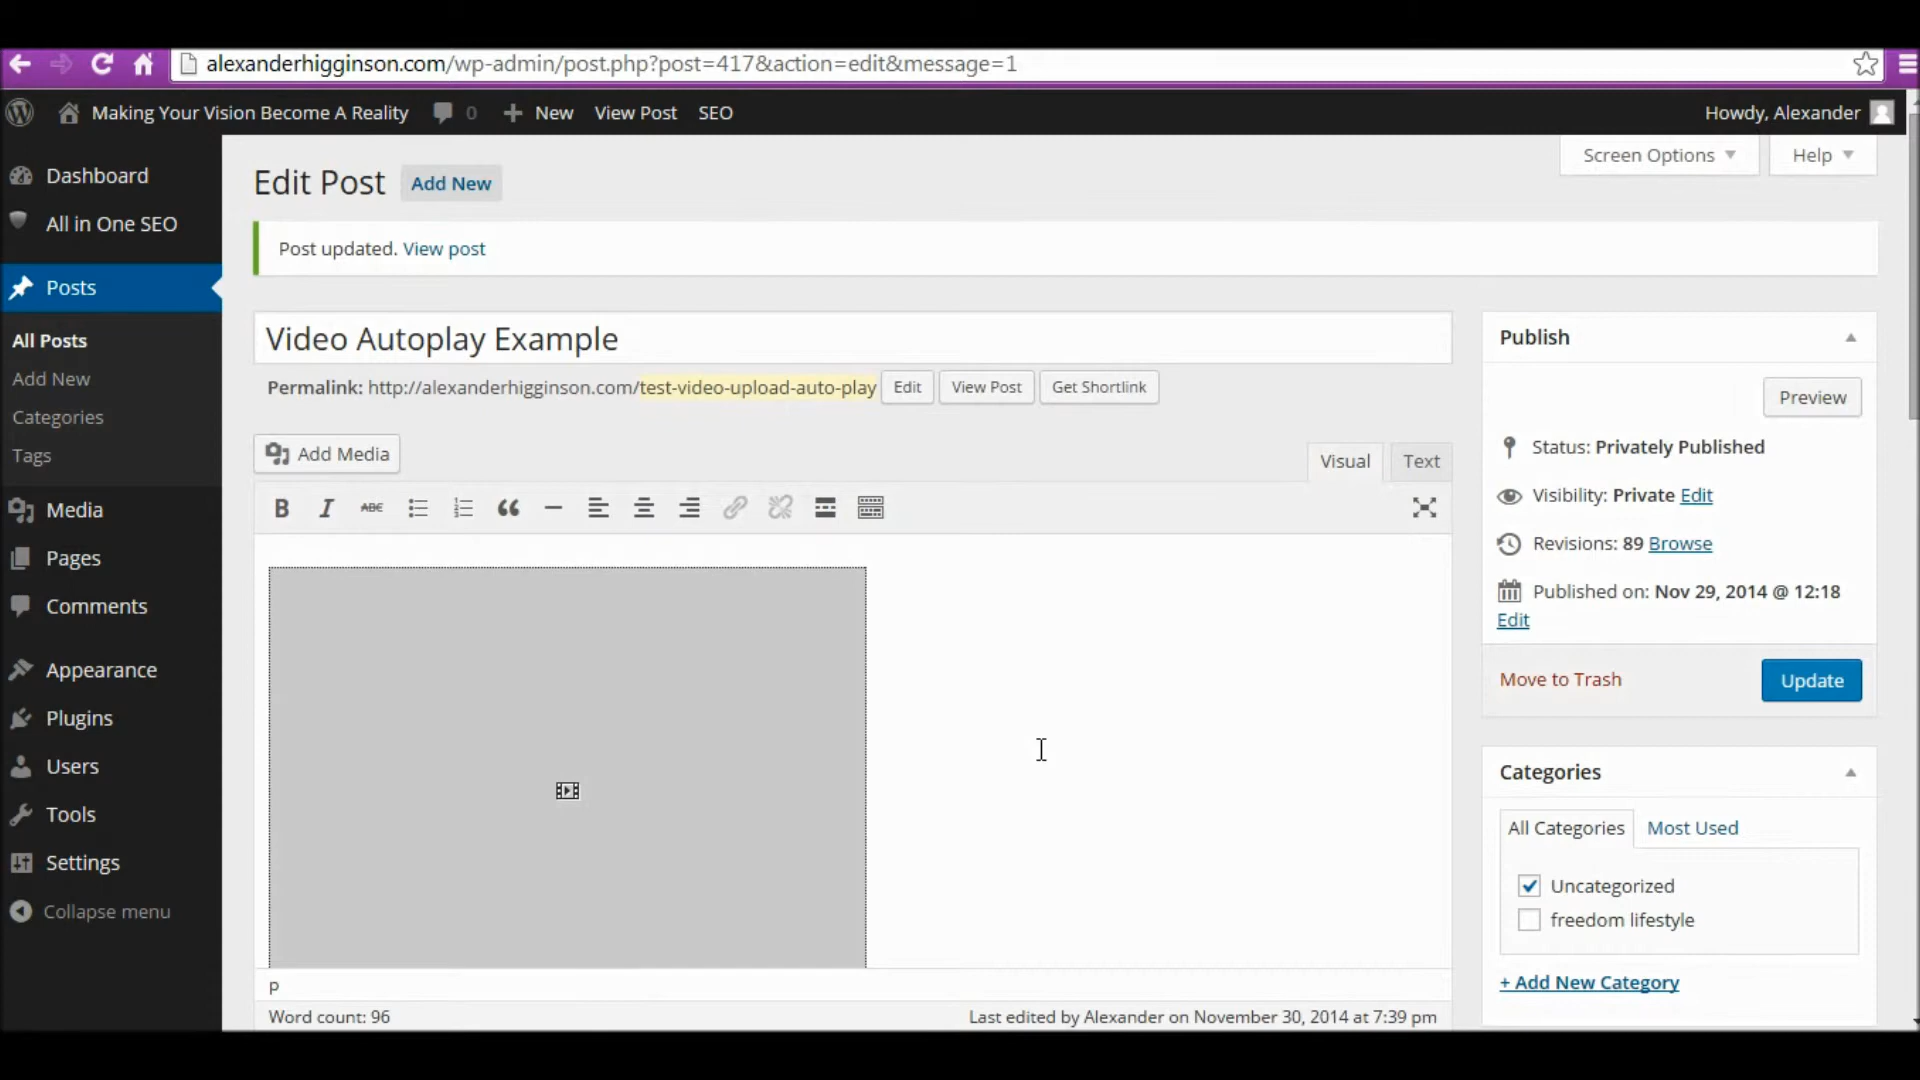 alexanderhigginson.com/wp-admin/post.php?post=417&action=edit&message=1
Making Your Vision Become A Reality 0 New View Post SEO Howdy, Alexander
Dashboard
All in One SEO
Posts
All Posts
Add New
Categories
Tags
Media
Pages
Comments
Appearance
Plugins
Users
Tools
Settings
Collapse menu
Screen Options Help
Edit Post Add New
Post updated. View post
Video Autoplay Example
Permalink: http://alexanderhigginson.com/test-video-upload-auto-play Edit View Post Get Shortlink
Add Media
Visual Text
B I ABC
p
Word count: 96 Last edited by Alexander on November 30, 2014 at 7:39 pm
Publish
Preview
Status: Privately Published
Visibility: Private Edit
Revisions: 89 Browse
Published on: Nov 29, 2014 @ 12:18
Edit
Move to Trash Update
Categories
All Categories Most Used
Uncategorized
freedom lifestyle
+ Add New Category